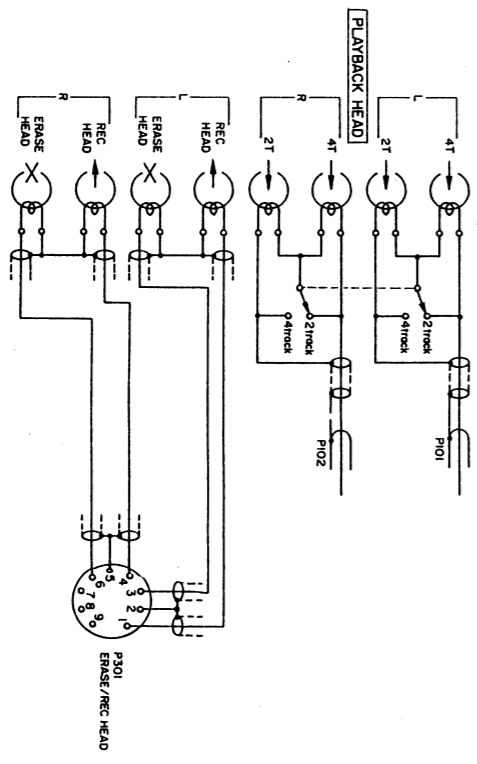 PLAYBACK HEAD
L
4T
2T
R
4T
2T
L
REC
HEAD
ERASE
HEAD
R
REC
HEAD
ERASE
HEAD
2 track
4 track
2 track
4 track
P101
P102
1
2
3
4
5
6
7
8
9
P301
ERASE/REC HEAD